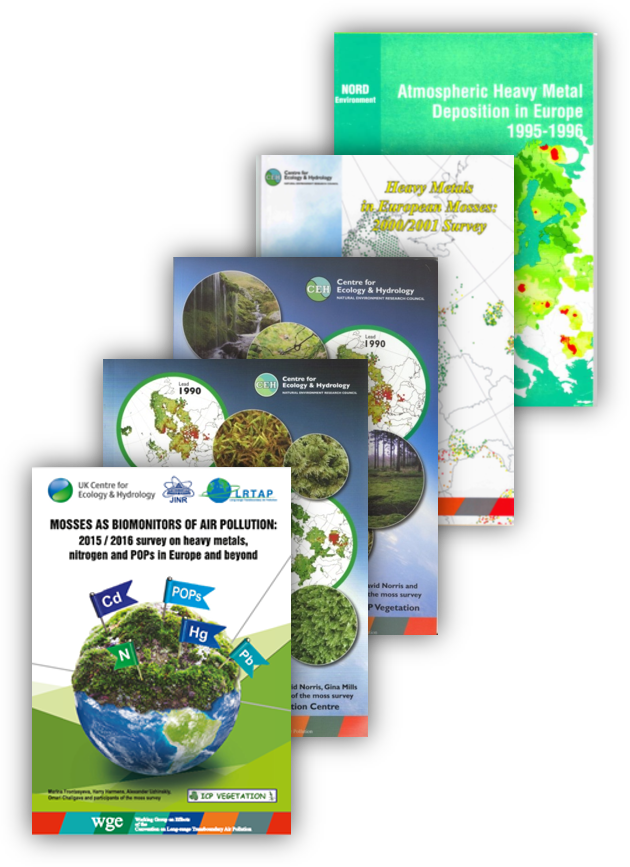 NORD
Environment
Atmospheric Heavy Metal
Deposition in Europe
1995-1996
CEH
Centre for
Ecology & Hydrology
NATURAL ENVIRONMENT RESEARCH COUNCIL
Heavy Metals
in European Mosses:
2000/2001 Survey
CEH
Centre for
Ecology & Hydrology
NATURAL ENVIRONMENT RESEARCH COUNCIL
Lead
1990
avid Norris and
the moss survey
P Vegetation
Lead
1990
CEH
Centre for
Ecology & Hydrology
NATURAL ENVIRONMENT RESEARCH COUNCIL
id Norris, Gina Mills
of the moss survey
tion Centre
UK Centre for
Ecology & Hydrology
JINR
LRTAP
MOSSES AS BIOMONITORS OF AIR POLLUTION:
2015 / 2016 survey on heavy metals,
nitrogen and POPs in Europe and beyond
Cd
POPs
Hg
N
Pb
Marina Frontasyeva, Harry Harmens, Alexander Uzhinskiy,
Omari Chaligava and participants of the moss survey
ICP VEGETATION
wge
Working Group on Effects
of the
Convention on Long-range Transboundary Air Pollution